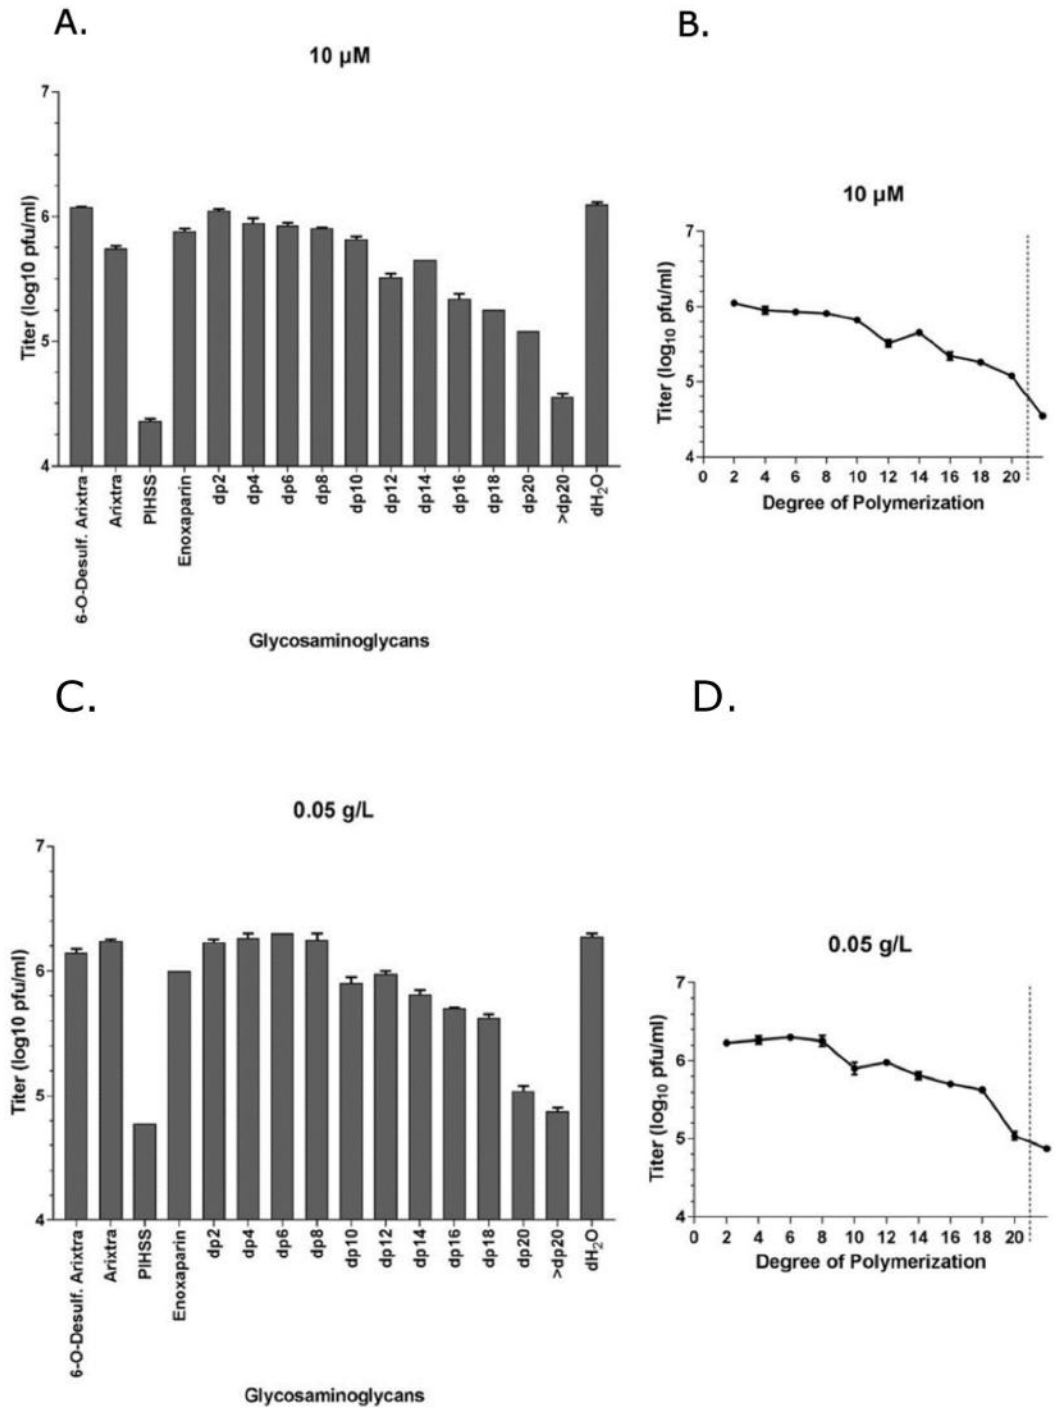 A.
10 µM
7
6
5
4
Titer (log10 pfu/ml)
6-O-Desulf. Arixtra
Arixtra
PIHSS
Enoxaparin
dp2
dp4
dp6
dp8
dp10
dp12
dp14
dp16
dp18
dp20
>dp20
dH₂O
Glycosaminoglycans
B.
10 µM
7
6
5
4
Titer (log₁₀ pfu/ml)
0 2 4 6 8 10 12 14 16 18 20
Degree of Polymerization
C.
0.05 g/L
7
6
5
4
Titer (log10 pfu/ml)
6-O-Desulf. Arixtra
Arixtra
PIHSS
Enoxaparin
dp2
dp4
dp6
dp8
dp10
dp12
dp14
dp16
dp18
dp20
>dp20
dH₂O
Glycosaminoglycans
D.
0.05 g/L
7
6
5
4
Titer (log₁₀ pfu/ml)
0 2 4 6 8 10 12 14 16 18 20
Degree of Polymerization